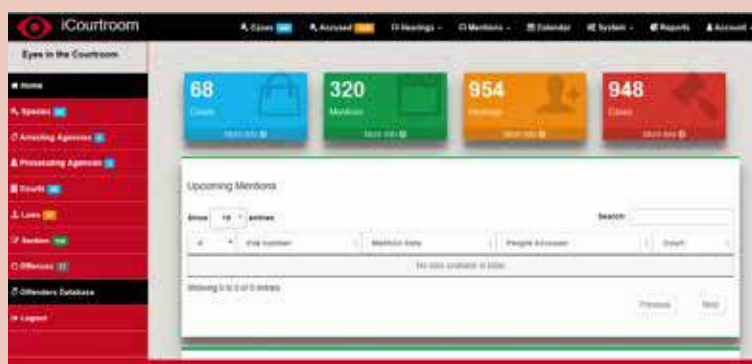 iCourtroom
Cases
Accused
Hearings
Mentions
Calendar
System
Reports
Account
Eyes in the Courtroom
Home
Species
Arresting Agencies
Prosecuting Agencies
Courts
Laws
Section
Offences
Offenders Database
Logout
68
Courts
More info
320
Mentions
More info
954
Hearings
More info
948
Cases
More info
Upcoming Mentions
Show 10 entries
Search:
# File number Mention Date People Accused Court
No data available in table
Showing 0 to 0 of 0 entries
Previous
Next